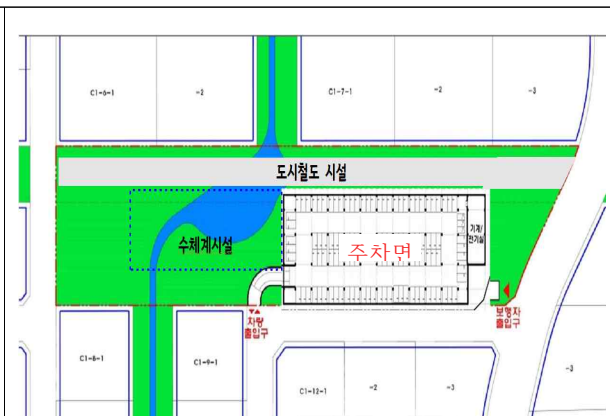 C1-6-1
-2
C1-7-1
-2
-3
도시철도 시설
수체계시설
주차면
기계/
전기실
차량
출입구
보행자
출입구
C1-8-1
C1-9-1
C1-12-1
-2
-3
-3